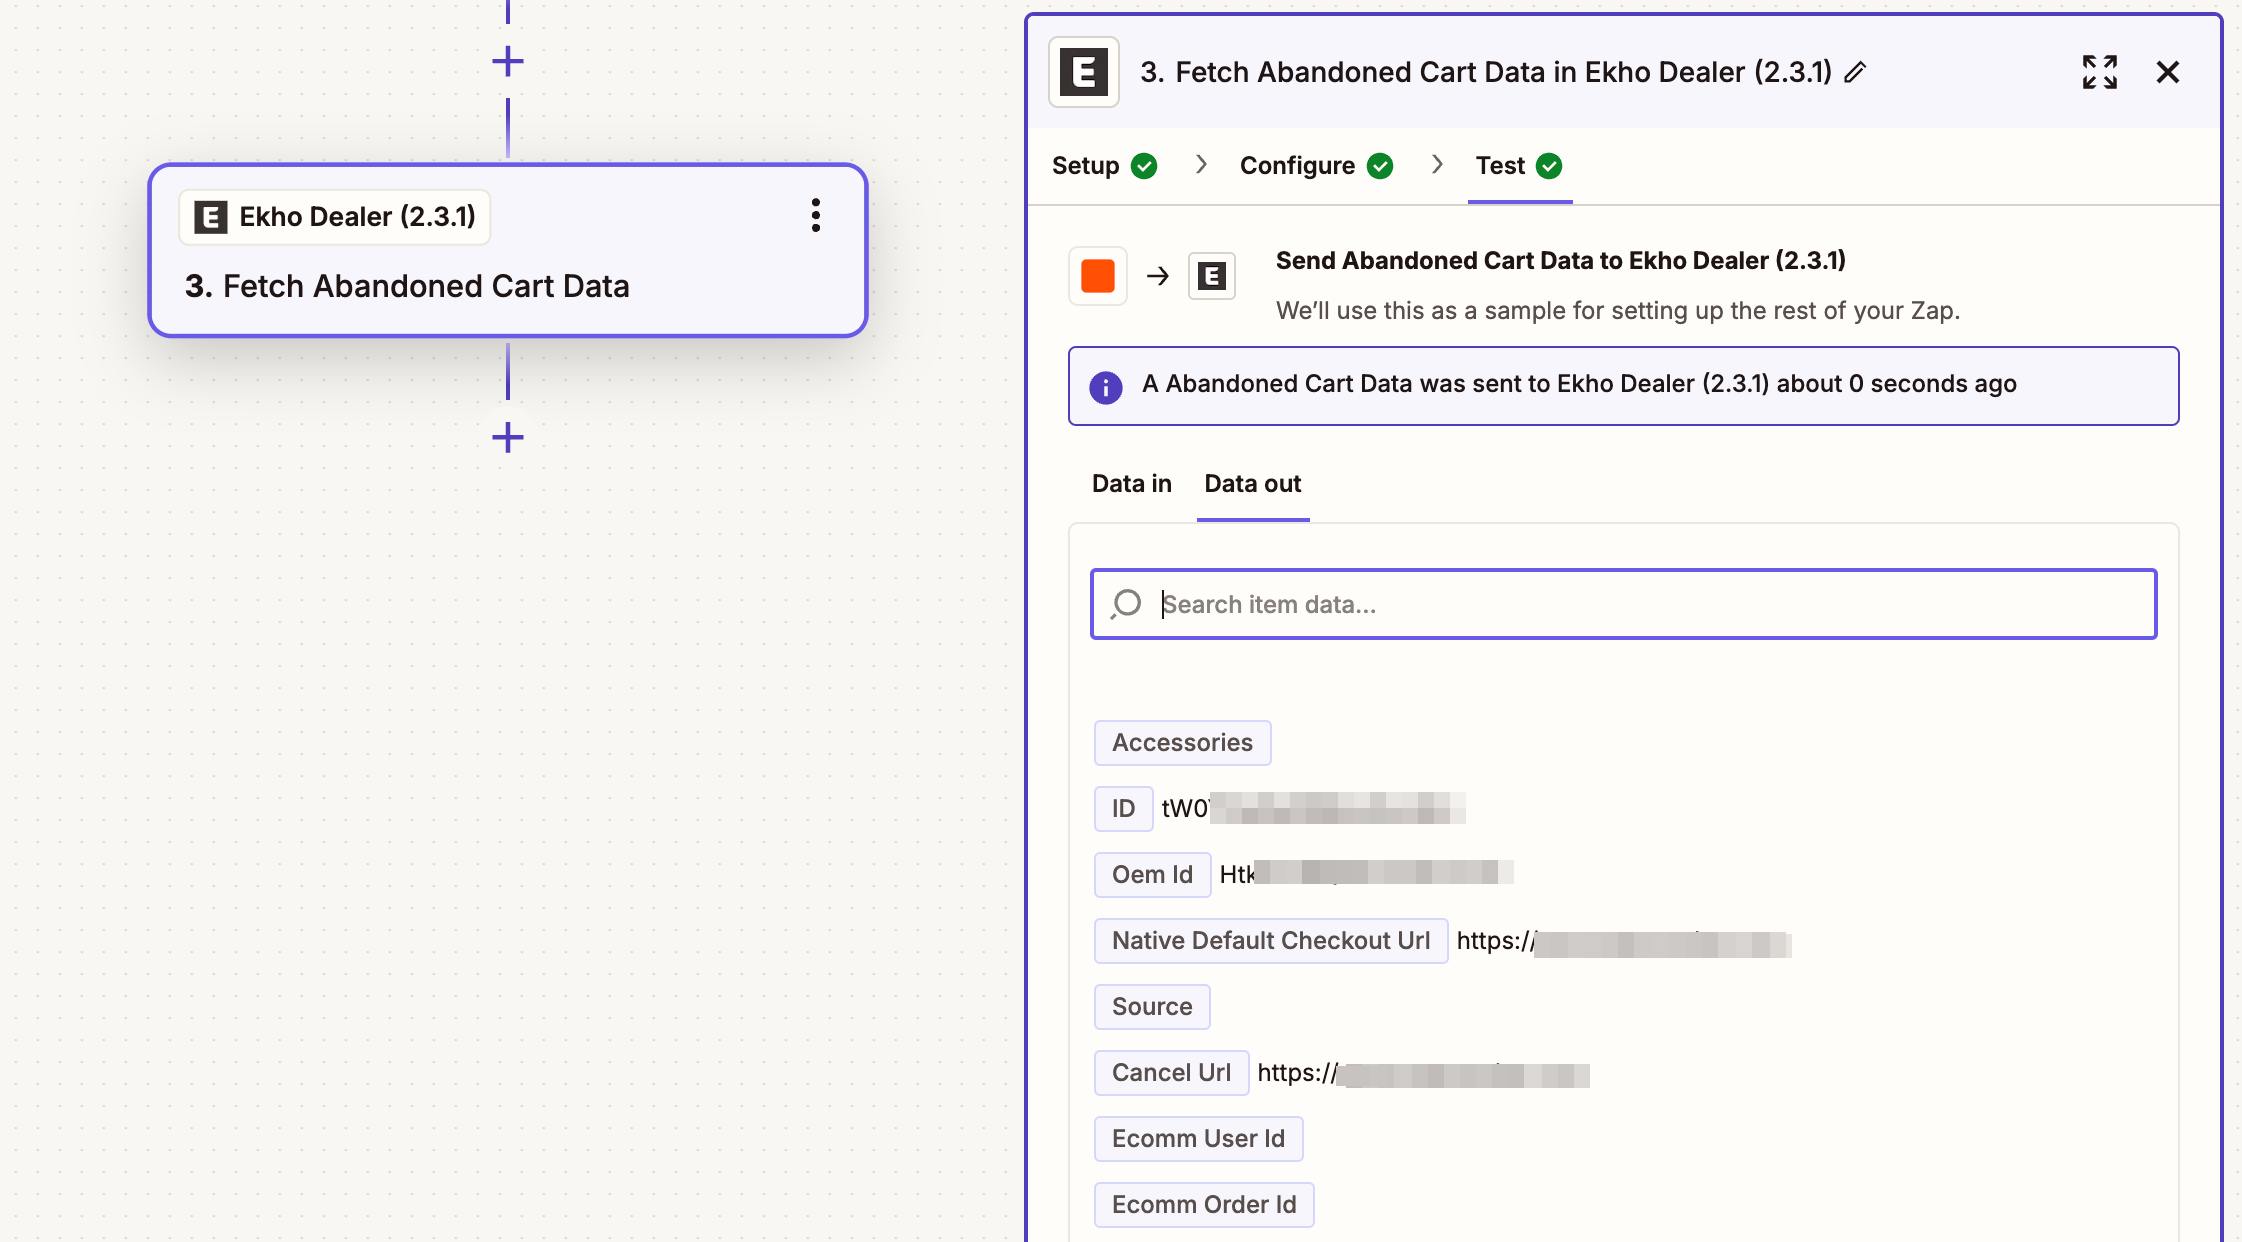 Ekho Dealer (2.3.1)
3. Fetch Abandoned Cart Data
3. Fetch Abandoned Cart Data in Ekho Dealer (2.3.1)
Setup
Configure
Test
Send Abandoned Cart Data to Ekho Dealer (2.3.1)
We’ll use this as a sample for setting up the rest of your Zap.
A Abandoned Cart Data was sent to Ekho Dealer (2.3.1) about 0 seconds ago
Data in
Data out
Search item data...
Accessories
ID tW0
Oem Id Htk
Native Default Checkout Url https://
Source
Cancel Url https://
Ecomm User Id
Ecomm Order Id